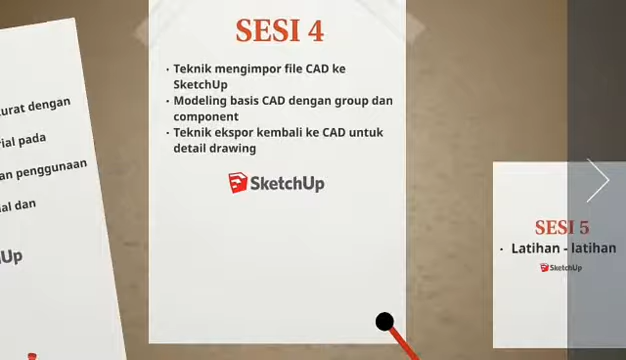 urat dengan
ial pada
an penggunaan
al dan
Up
SESI 4
· Teknik mengimpor file CAD ke
SketchUp
· Modeling basis CAD dengan group dan
component
· Teknik ekspor kembali ke CAD untuk
detail drawing
SketchUp
SESI 5
· Latihan - latihan
SketchUp